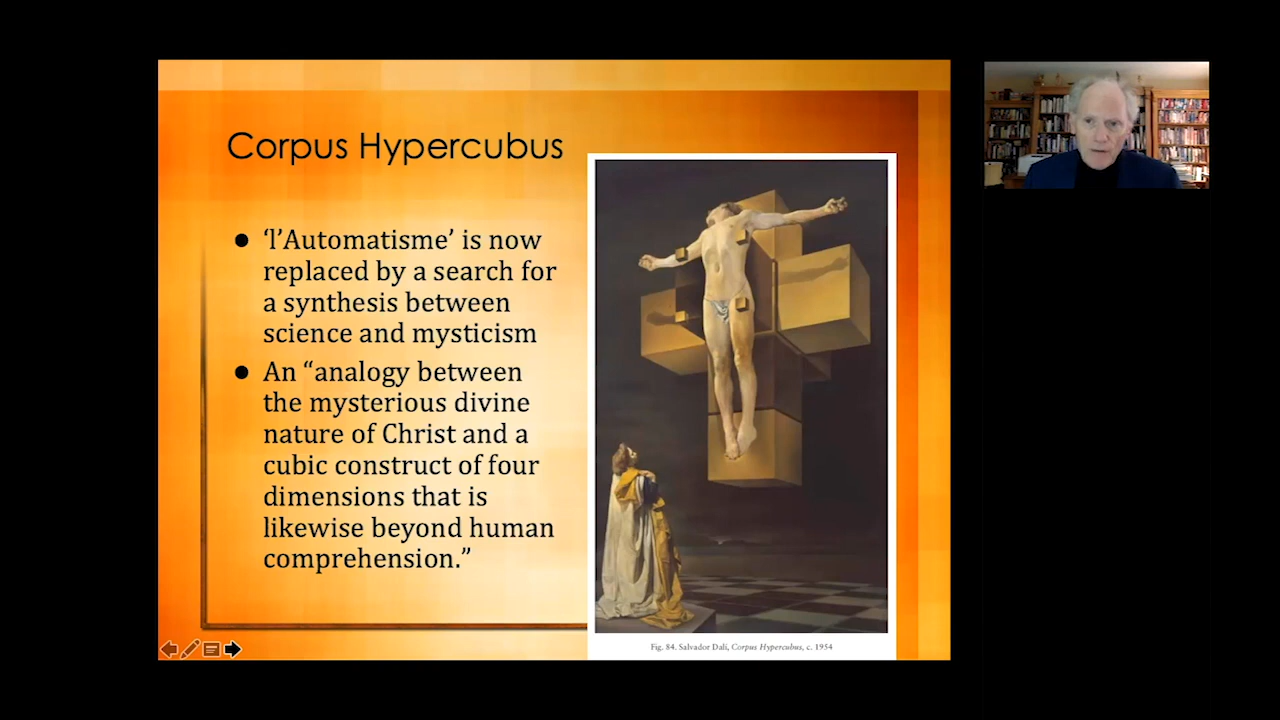 Corpus Hypercubus
● ‘l’Automatisme’ is now
replaced by a search for
a synthesis between
science and mysticism
● An “analogy between
the mysterious divine
nature of Christ and a
cubic construct of four
dimensions that is
likewise beyond human
comprehension.”
Fig. 84. Salvador Dalí, Corpus Hypercubus, c. 1954